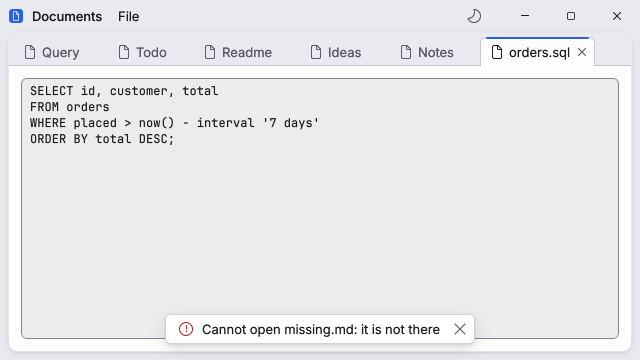 Documents File
Query Todo Readme Ideas Notes orders.sql
SELECT id, customer, total
FROM orders
WHERE placed > now() - interval '7 days'
ORDER BY total DESC;
Cannot open missing.md: it is not there